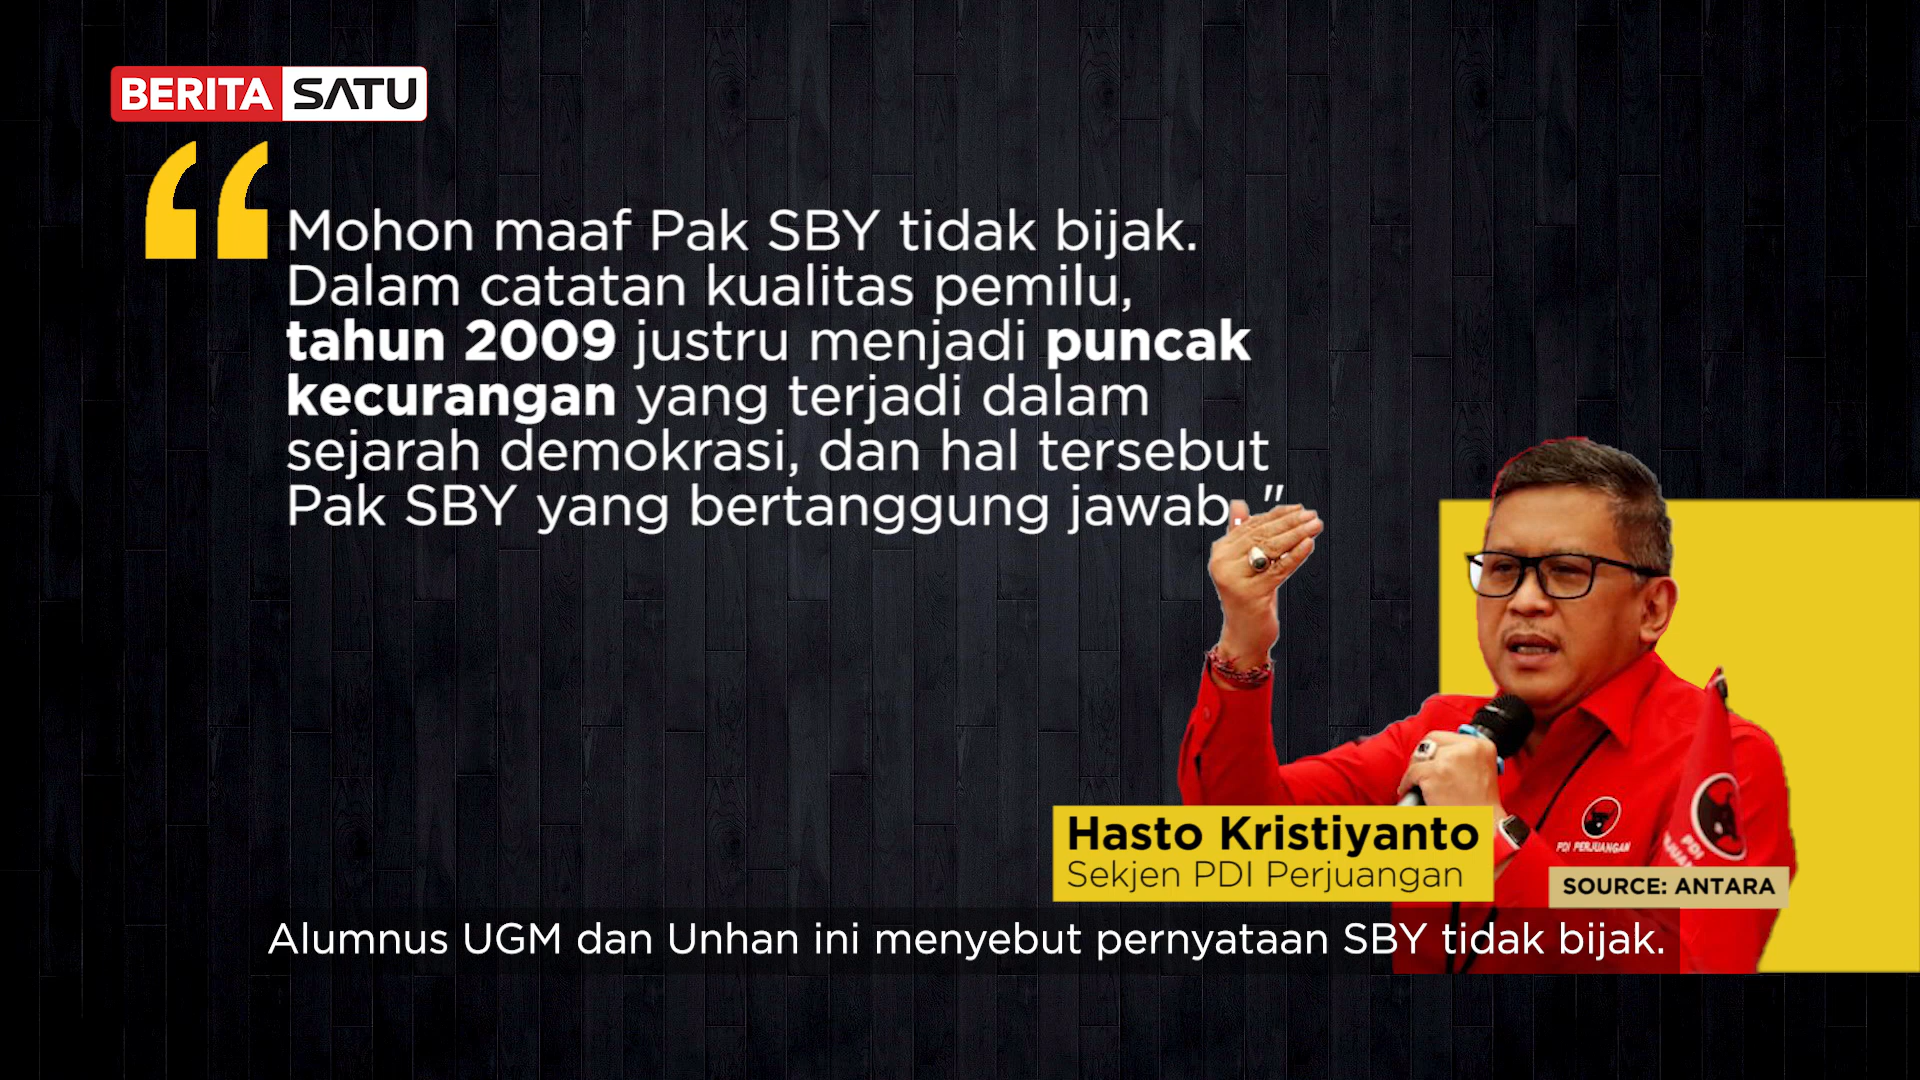 BERITA SATU
“Mohon maaf Pak SBY tidak bijak.
Dalam catatan kualitas pemilu,
tahun 2009 justru menjadi puncak
kecurangan yang terjadi dalam
sejarah demokrasi, dan hal tersebut
Pak SBY yang bertanggung jawab."
PDI PERJUANGAN
Hasto Kristiyanto
Sekjen PDI Perjuangan
SOURCE: ANTARA
Alumnus UGM dan Unhan ini menyebut pernyataan SBY tidak bijak.